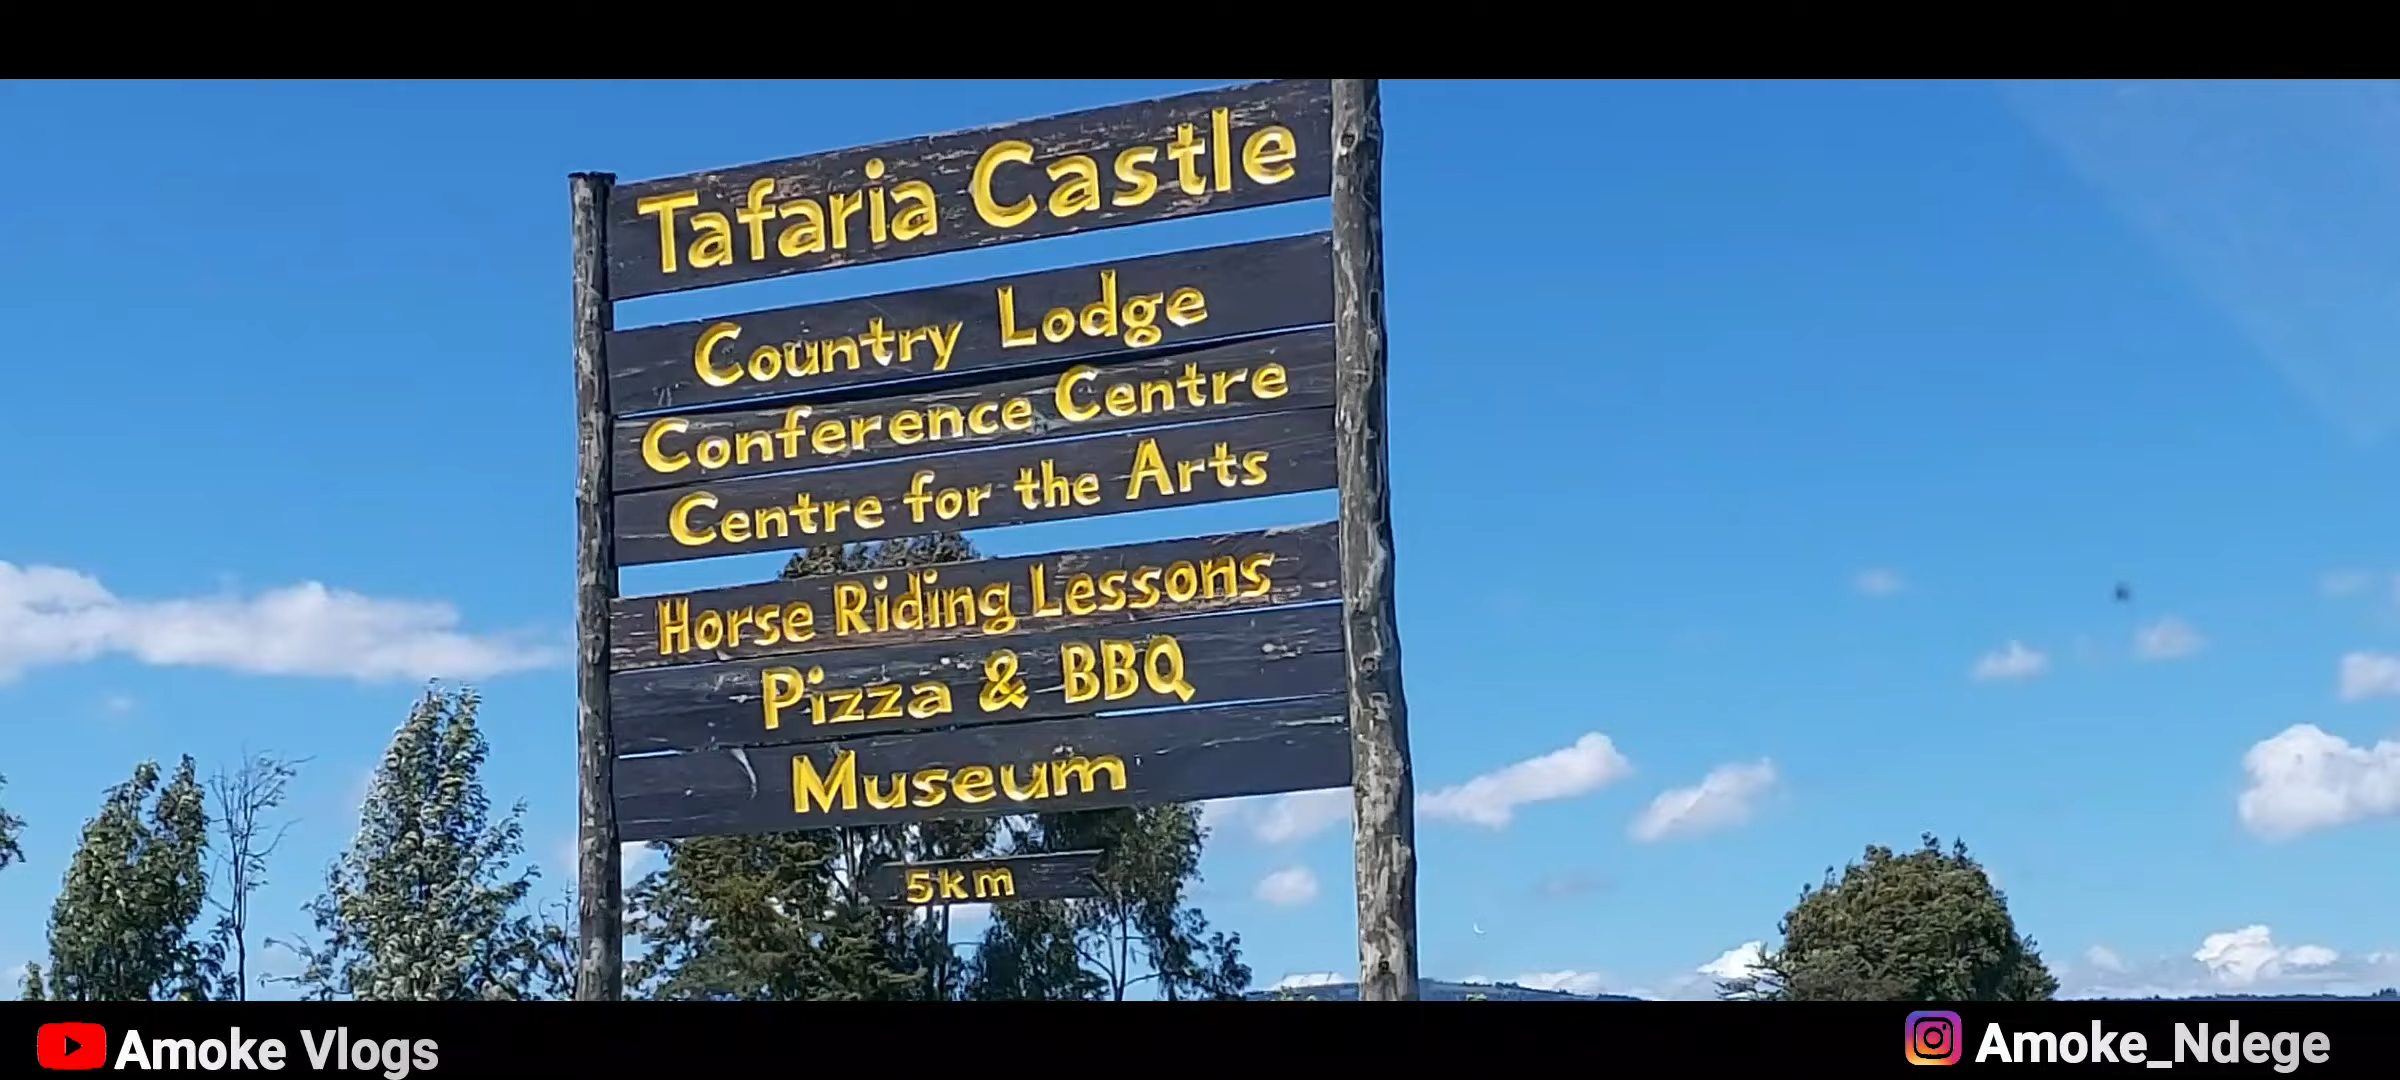 Tafaria Castle
Country Lodge
Conference Centre
Centre for the Arts
Horse Riding Lessons
Pizza & BBQ
Museum
5km
Amoke Vlogs
Amoke_Ndege